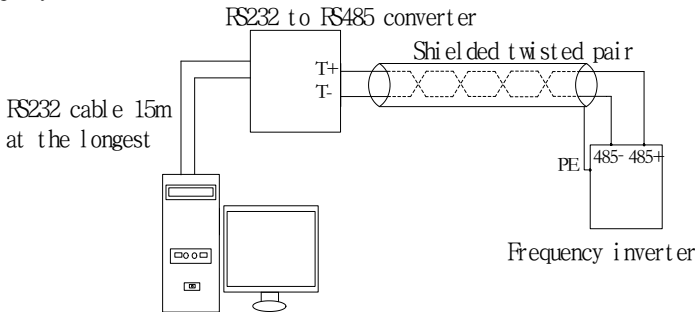 RS232 to RS485 converter
Shielded twisted pair
T+
T-
RS232 cable 15m
at the longest
PE
485- 485+
Frequency inverter